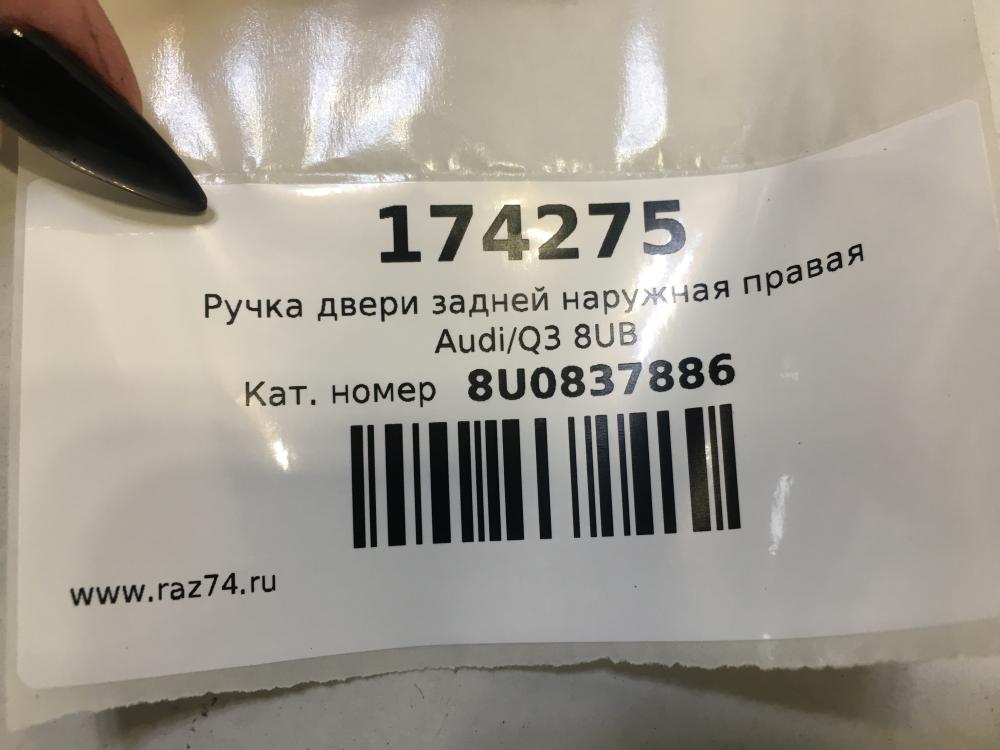 174275
Ручка двери задней наружная правая
Audi/Q3 8UB
Кат. номер 8U0837886
www.raz74.ru